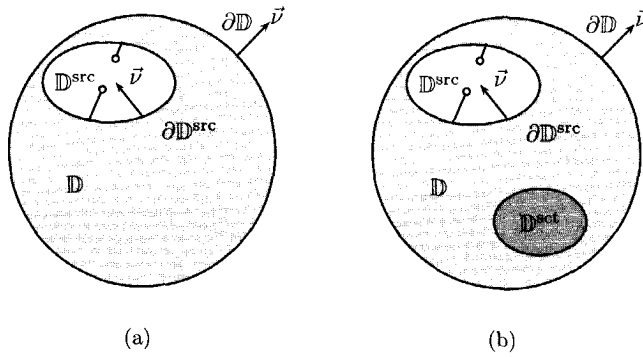 ∂𝔻 ν⃗
𝔻^src ν⃗
∂𝔻^src
𝔻
(a)
∂𝔻 ν⃗
𝔻^src ν⃗
∂𝔻^src
𝔻
𝔻^sct
(b)